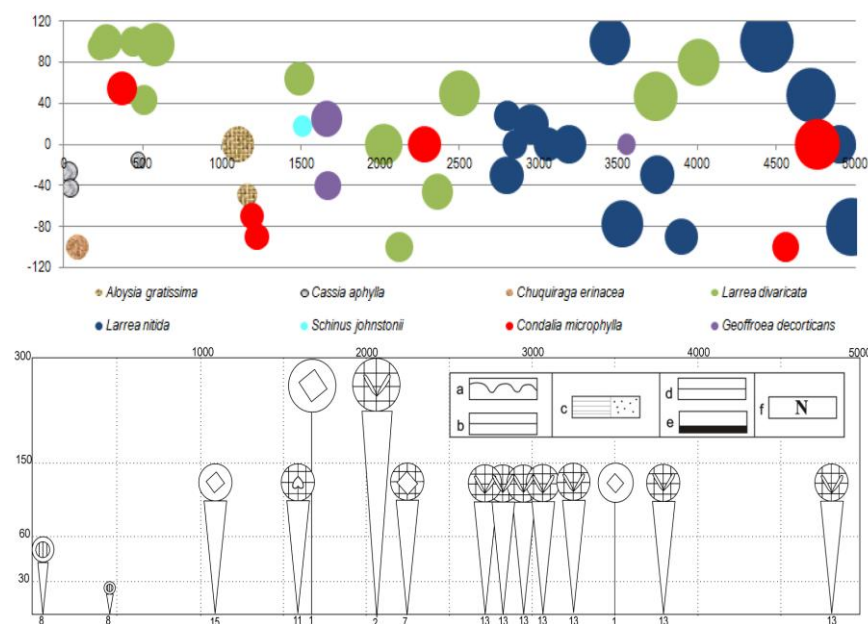 120
80
40
0
0 500 1000 1500 2000 2500 3000 3500 4000 4500 5000
-40
-80
-120
Aloysia gratissima Cassia aphylla Chuquiraga erinacea Larrea divaricata
Larrea nitida Schinus johnstonii Condalia microphylla Geoffroea decorticans
300 1000 2000 3000 4000 5000
a d
c f N
b e
150
60
30
8 8 15 11 1 2 7 13 13 13 13 13 1 13 13